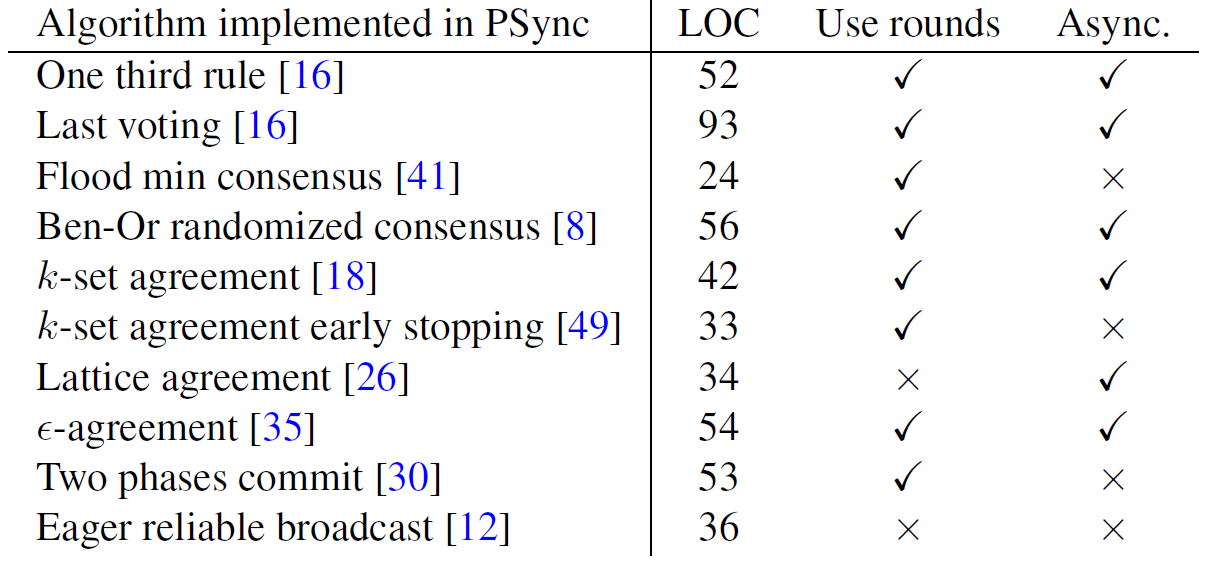 Algorithm implemented in PSync LOC Use rounds Async.
One third rule [16] 52 ✓ ✓
Last voting [16] 93 ✓ ✓
Flood min consensus [41] 24 ✓ ×
Ben-Or randomized consensus [8] 56 ✓ ✓
k-set agreement [18] 42 ✓ ✓
k-set agreement early stopping [49] 33 ✓ ×
Lattice agreement [26] 34 × ✓
ϵ-agreement [35] 54 ✓ ✓
Two phases commit [30] 53 ✓ ×
Eager reliable broadcast [12] 36 × ×